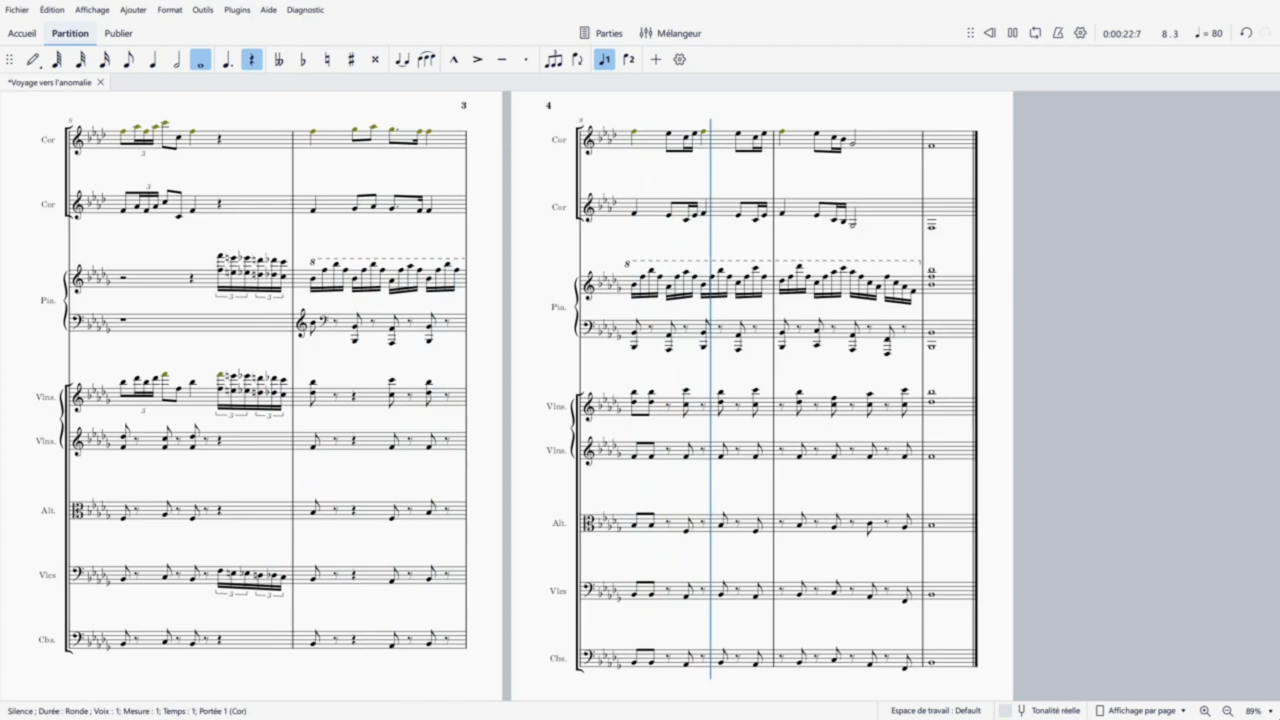 Fichier Édition Affichage Ajouter Format Outils Plugins Aide Diagnostic
Accueil Partition Publier Parties Mélangeur 0:00:22:7 8.3 = 80
*Voyage vers l'anomalie
3
4
6
8
Cor
Cor
3
3
Cor
Cor
8
8
Pia.
3
3
Pia.
Vlns.
3
3
3
Vlns.
Vlns.
Vlns.
Alt.
Alt.
Vlcs
3
3
Vlcs
Cbs.
Cbs.
Silence ; Durée : Ronde ; Voix : 1; Mesure : 1; Temps : 1; Portée 1 (Cor) Espace de travail : Default Tonalité réelle Affichage par page 89%